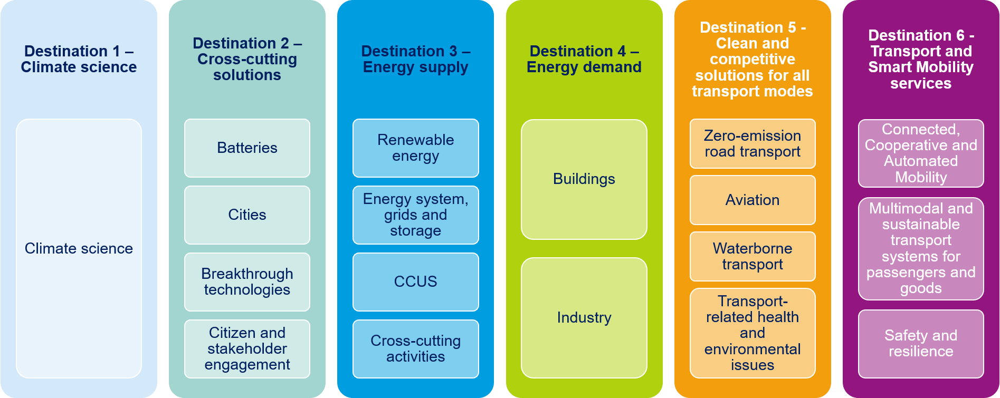 Destination 1 –
Climate science
Climate science
Destination 2 –
Cross-cutting
solutions
Batteries
Cities
Breakthrough
technologies
Citizen and
stakeholder
engagement
Destination 3 –
Energy supply
Renewable
energy
Energy system,
grids and
storage
CCUS
Cross-cutting
activities
Destination 4 –
Energy demand
Buildings
Industry
Destination 5 -
Clean and
competitive
solutions for all
transport modes
Zero-emission
road transport
Aviation
Waterborne
transport
Transport-
related health
and
environmental
issues
Destination 6 -
Transport and
Smart Mobility
services
Connected,
Cooperative and
Automated
Mobility
Multimodal and
sustainable
transport
systems for
passengers and
goods
Safety and
resilience